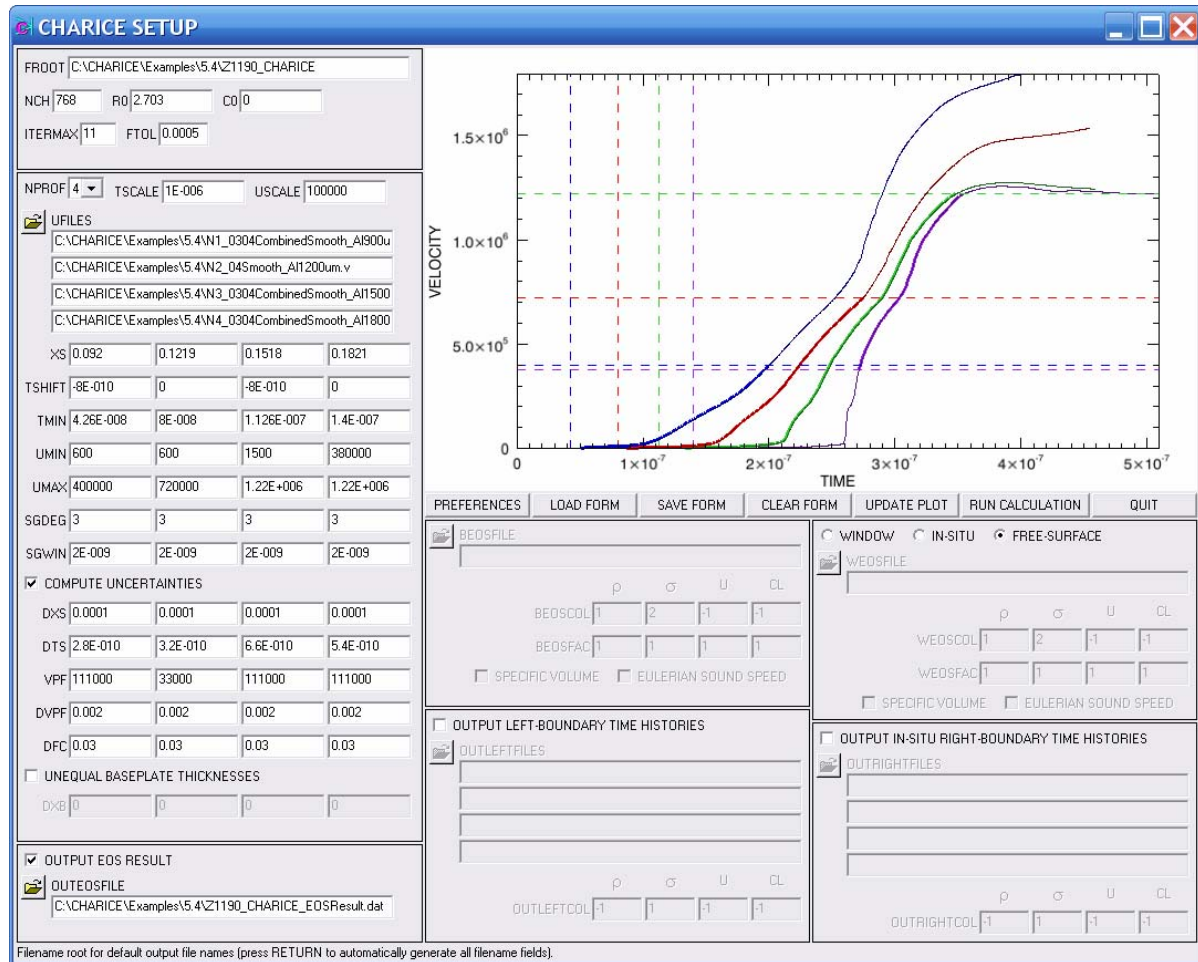 CHARICE SETUP
FROOT C:\CHARICE\Examples\5.4\Z1190_CHARICE
NCH 768 R0 2.703 C0 0
ITERMAX 11 FTOL 0.0005
NPROF 4 TSCALE 1E-006 USCALE 100000
UFILES
C:\CHARICE\Examples\5.4\N1_0304CombinedSmooth_Al900u
C:\CHARICE\Examples\5.4\N2_04Smooth_Al1200um.v
C:\CHARICE\Examples\5.4\N3_0304CombinedSmooth_Al1500
C:\CHARICE\Examples\5.4\N4_0304CombinedSmooth_Al1800
XS 0.092 0.1219 0.1518 0.1821
TSHIFT -8E-010 0 -8E-010 0
TMIN 4.26E-008 8E-008 1.126E-007 1.4E-007
UMIN 600 600 1500 380000
UMAX 400000 720000 1.22E+006 1.22E+006
SGDEG 3 3 3 3
SGWIN 2E-009 2E-009 2E-009 2E-009
COMPUTE UNCERTAINTIES
DXS 0.0001 0.0001 0.0001 0.0001
DTS 2.8E-010 3.2E-010 6.6E-010 5.4E-010
VPF 111000 33000 111000 111000
DVPF 0.002 0.002 0.002 0.002
DFC 0.03 0.03 0.03 0.03
UNEQUAL BASEPLATE THICKNESSES
DXB 0 0 0 0
OUTPUT EOS RESULT
OUTEOSFILE
C:\CHARICE\Examples\5.4\Z1190_CHARICE_EOSResult.dat
VELOCITY
1.5×10⁶
1.0×10⁶
5.0×10⁵
0
0 1×10⁻⁷ 2×10⁻⁷ 3×10⁻⁷ 4×10⁻⁷ 5×10⁻⁷
TIME
PREFERENCES LOAD FORM SAVE FORM CLEAR FORM UPDATE PLOT RUN CALCULATION QUIT
BEOSFILE
ρ σ U CL
BEOSCOL 1 2 -1 -1
BEOSFAC 1 1 1 1
SPECIFIC VOLUME EULERIAN SOUND SPEED
WINDOW IN-SITU FREE-SURFACE
WEOSFILE
ρ σ U CL
WEOSCOL 1 2 -1 -1
WEOSFAC 1 1 1 1
SPECIFIC VOLUME EULERIAN SOUND SPEED
OUTPUT LEFT-BOUNDARY TIME HISTORIES
OUTLEFTFILES
ρ σ U CL
OUTLEFTCOL -1 1 -1 -1
OUTPUT IN-SITU RIGHT-BOUNDARY TIME HISTORIES
OUTRIGHTFILES
ρ σ U CL
OUTRIGHTCOL -1 1 -1 -1
Filename root for default output file names (press RETURN to automatically generate all filename fields).